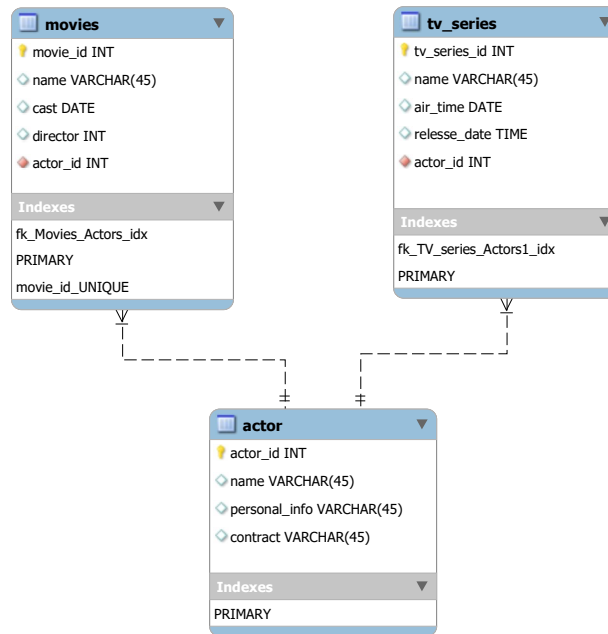 movies
movie_id INT
name VARCHAR(45)
cast DATE
director INT
actor_id INT
Indexes
fk_Movies_Actors_idx
PRIMARY
movie_id_UNIQUE
tv_series
tv_series_id INT
name VARCHAR(45)
air_time DATE
relesse_date TIME
actor_id INT
Indexes
fk_TV_series_Actors1_idx
PRIMARY
actor
actor_id INT
name VARCHAR(45)
personal_info VARCHAR(45)
contract VARCHAR(45)
Indexes
PRIMARY